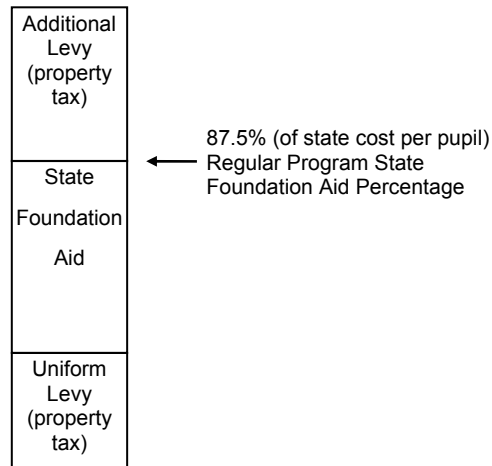 Additional
Levy
(property
tax)
87.5% (of state cost per pupil)
Regular Program State
Foundation Aid Percentage
State
Foundation
Aid
Uniform
Levy
(property
tax)